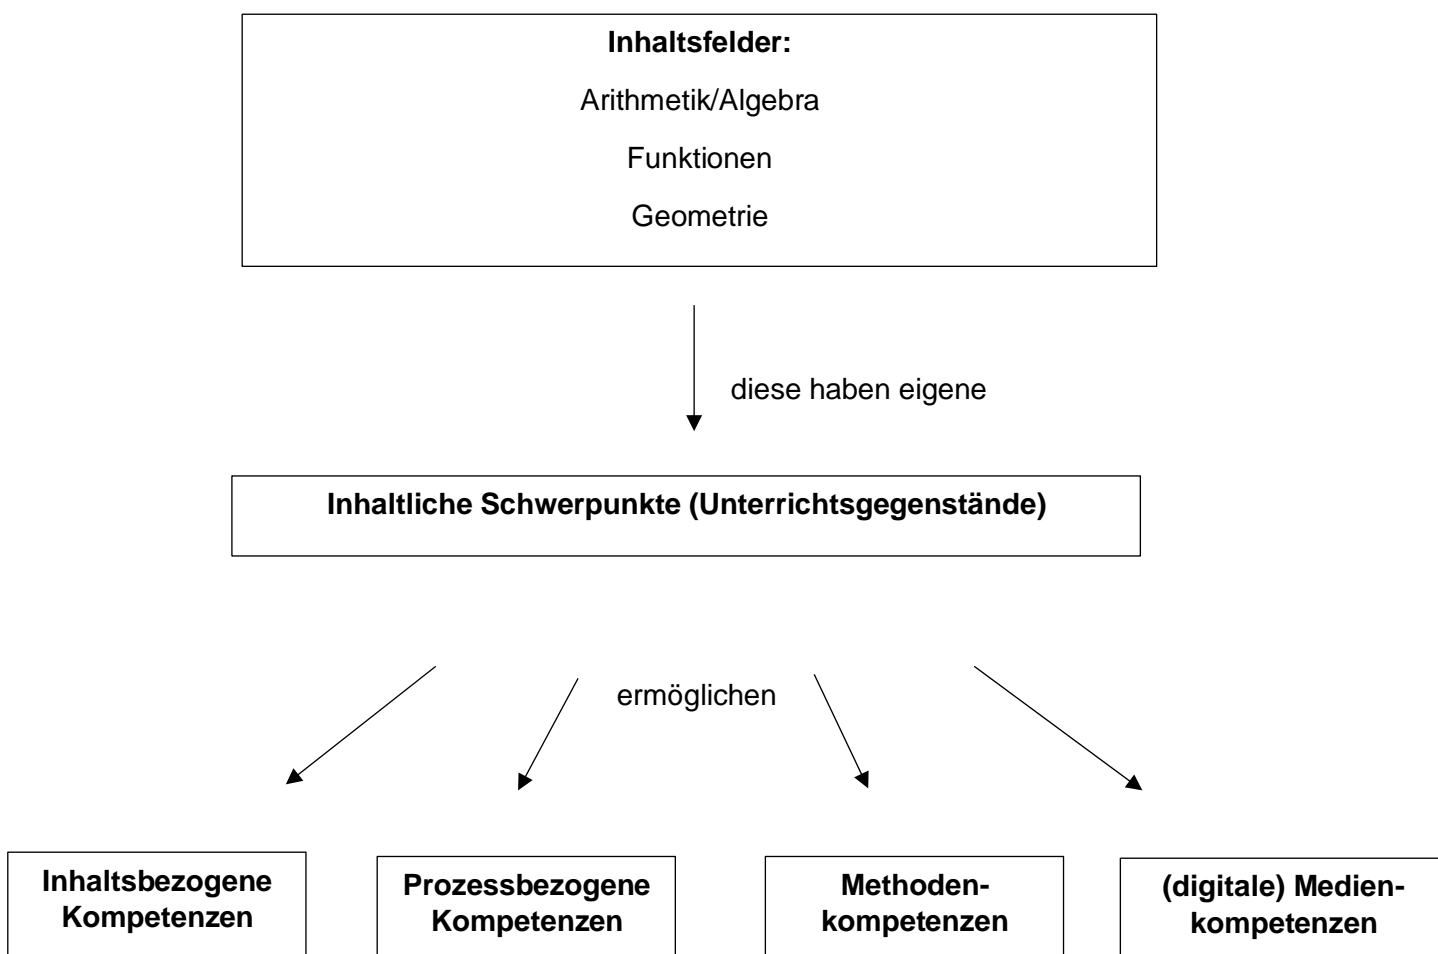 Inhaltsfelder:
Arithmetik/Algebra
Funktionen
Geometrie
diese haben eigene
Inhaltliche Schwerpunkte (Unterrichtsgegenstände)
ermöglichen
Inhaltsbezogene
Kompetenzen
Prozessbezogene
Kompetenzen
Methoden-
kompetenzen
(digitale) Medien-
kompetenzen